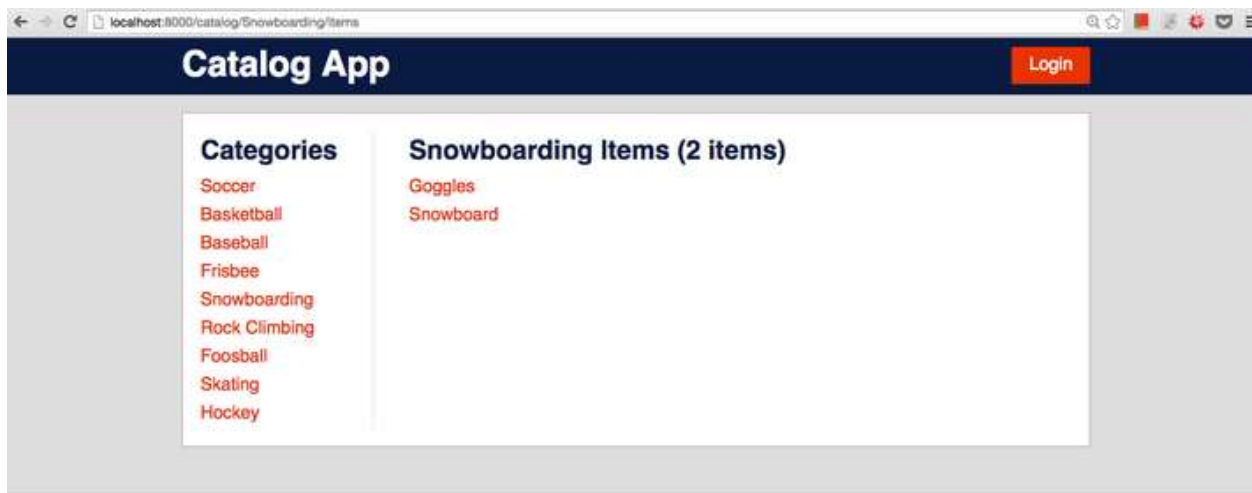 localhost:8000/catalog/Snowboarding/items
Catalog App
Login
Categories
Soccer
Basketball
Baseball
Frisbee
Snowboarding
Rock Climbing
Foosball
Skating
Hockey
Snowboarding Items (2 items)
Goggles
Snowboard